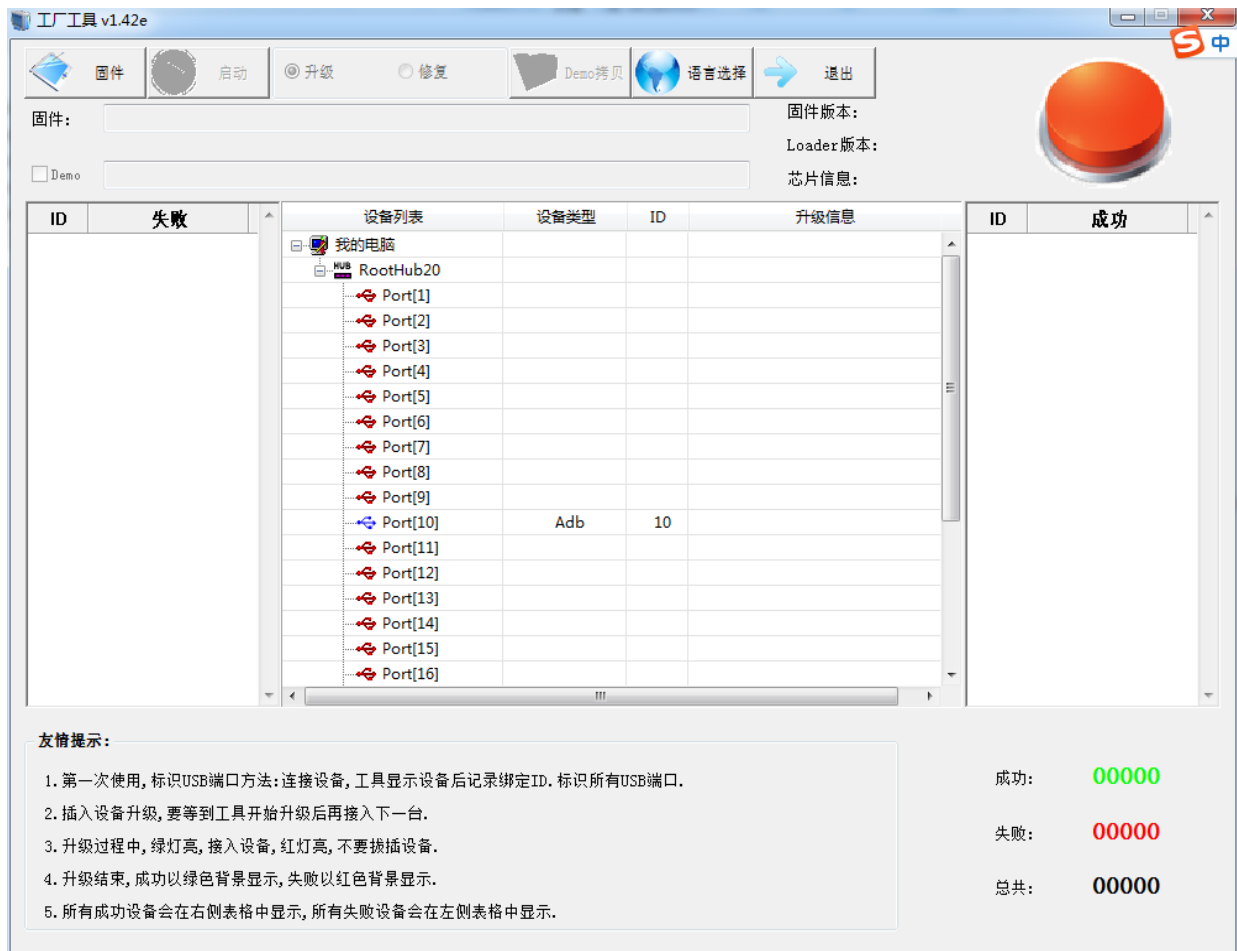 工厂工具 v1.42e
中
固件
启动
升级
修复
Demo拷贝
语言选择
退出
固件:
固件版本:
Loader版本:
Demo
芯片信息:
ID 失败
设备列表 设备类型 ID 升级信息
ID 成功
我的电脑
HUB RootHub20
Port[1]
Port[2]
Port[3]
Port[4]
Port[5]
Port[6]
Port[7]
Port[8]
Port[9]
Port[10] Adb 10
Port[11]
Port[12]
Port[13]
Port[14]
Port[15]
Port[16]
友情提示:
1.第一次使用,标识USB端口方法:连接设备,工具显示设备后记录绑定ID.标识所有USB端口.
2.插入设备升级,要等到工具开始升级后再接入下一台.
3.升级过程中,绿灯亮,接入设备,红灯亮,不要拔插设备.
4.升级结束,成功以绿色背景显示,失败以红色背景显示.
5.所有成功设备会在右侧表格中显示,所有失败设备会在左侧表格中显示.
成功: 00000
失败: 00000
总共: 00000